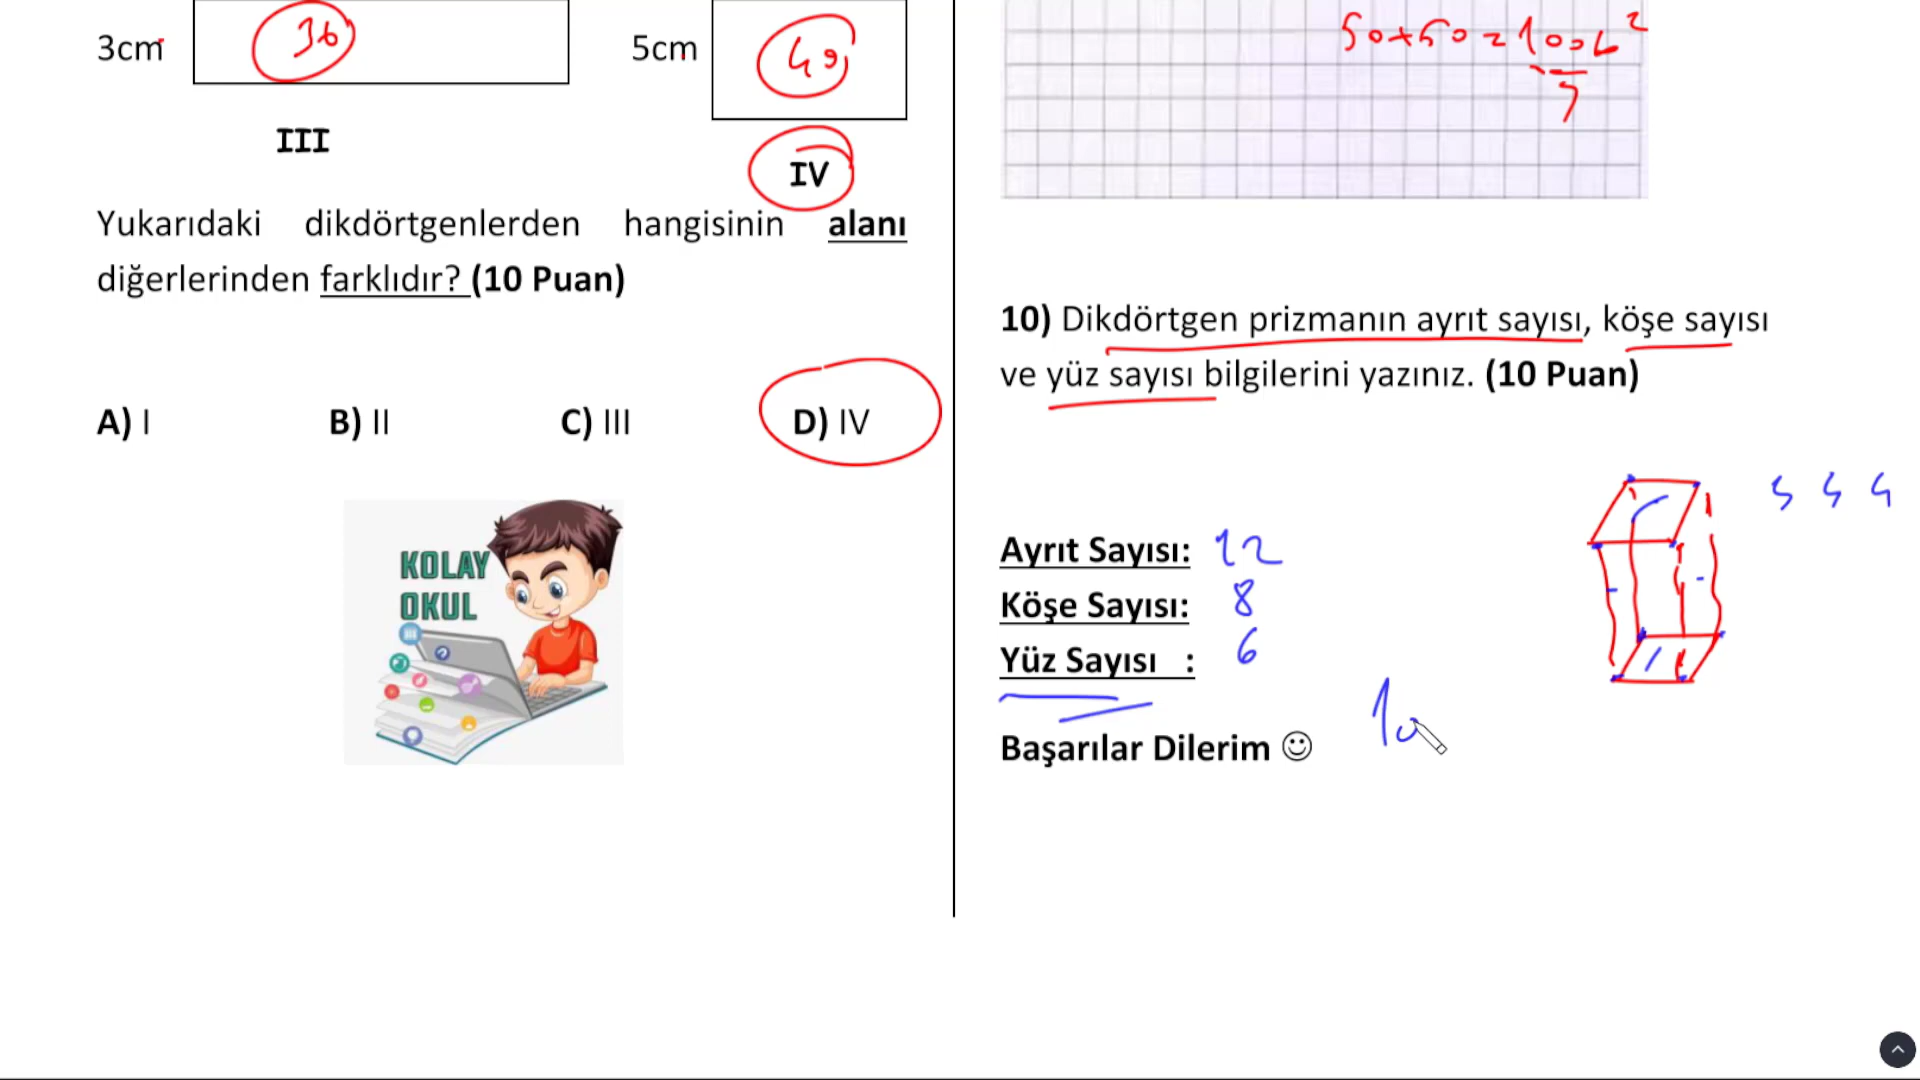 3cm
36
5cm
40
III
IV
Yukarıdaki dikdörtgenlerden hangisinin alanı
diğerlerinden farklıdır? (10 Puan)
A) I B) II C) III D) IV
KOLAY
OKUL
50+50=100
10) Dikdörtgen prizmanın ayrıt sayısı, köşe sayısı
ve yüz sayısı bilgilerini yazınız. (10 Puan)
Ayrıt Sayısı: 12
Köşe Sayısı: 8
Yüz Sayısı : 6
Başarılar Dilerim ☺